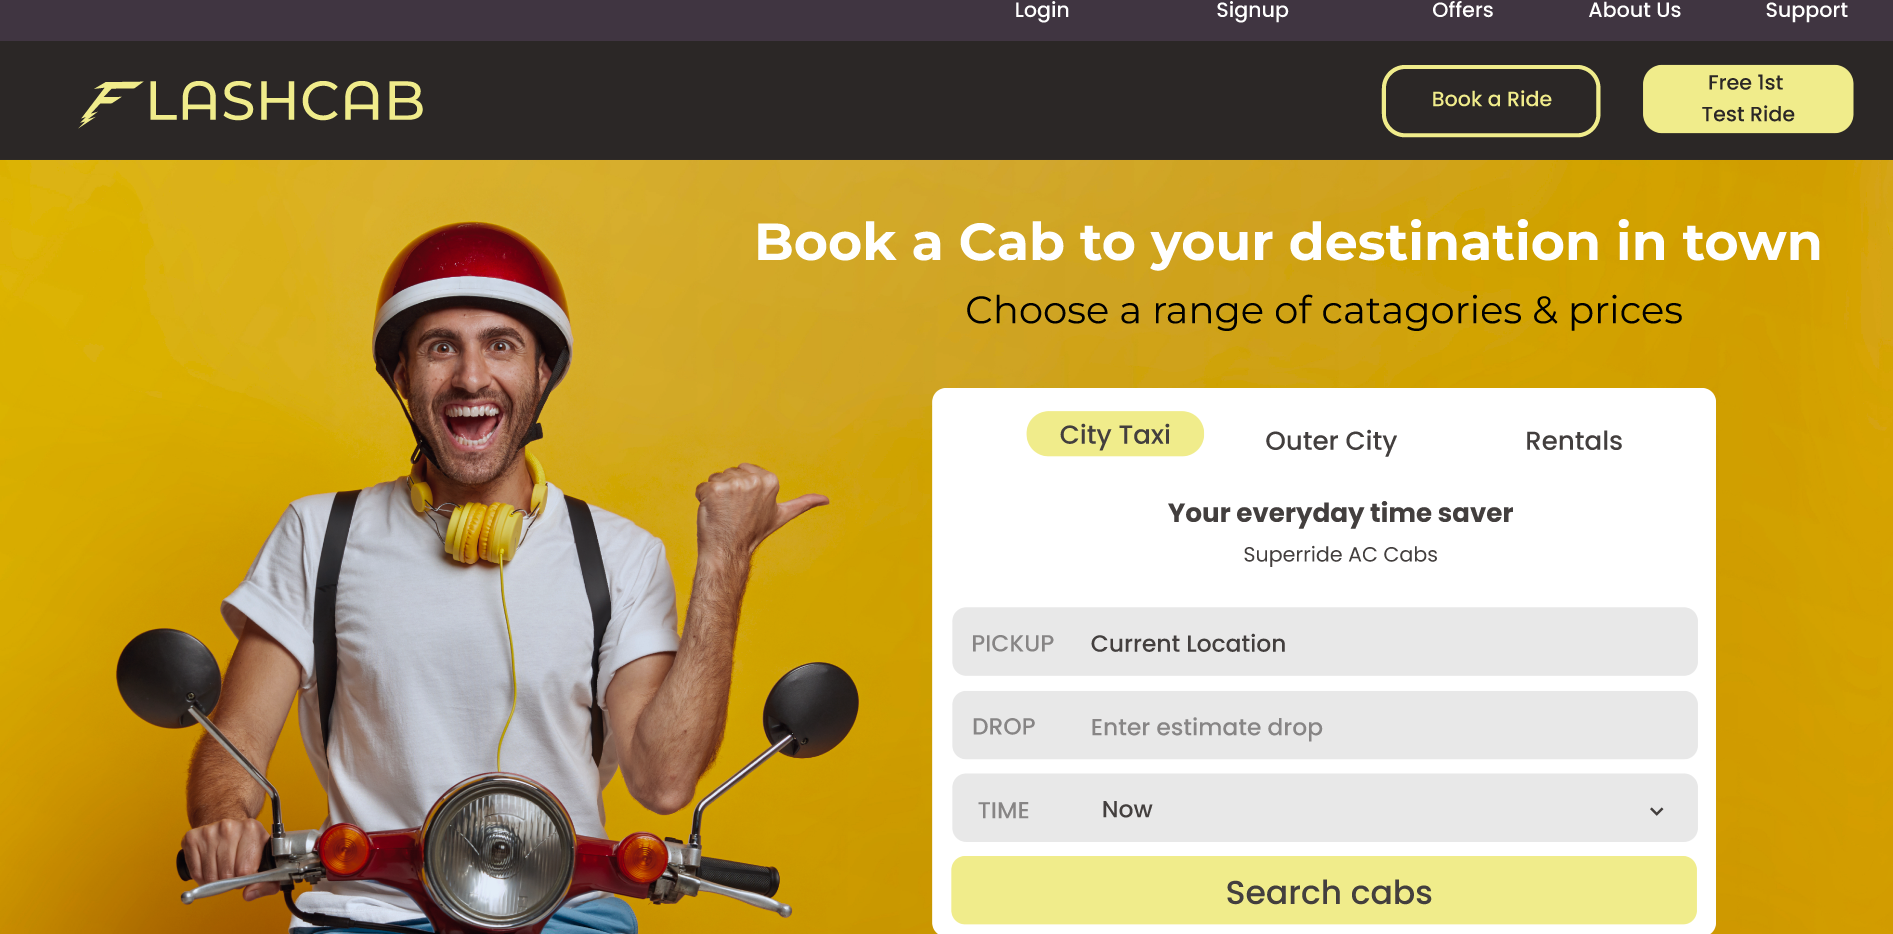 Login Signup Offers About Us Support
FLASHCAB
Book a Ride
Free 1st
Test Ride
Book a Cab to your destination in town
Choose a range of catagories & prices
City Taxi Outer City Rentals
Your everyday time saver
Superride AC Cabs
PICKUP Current Location
DROP Enter estimate drop
TIME Now
Search cabs